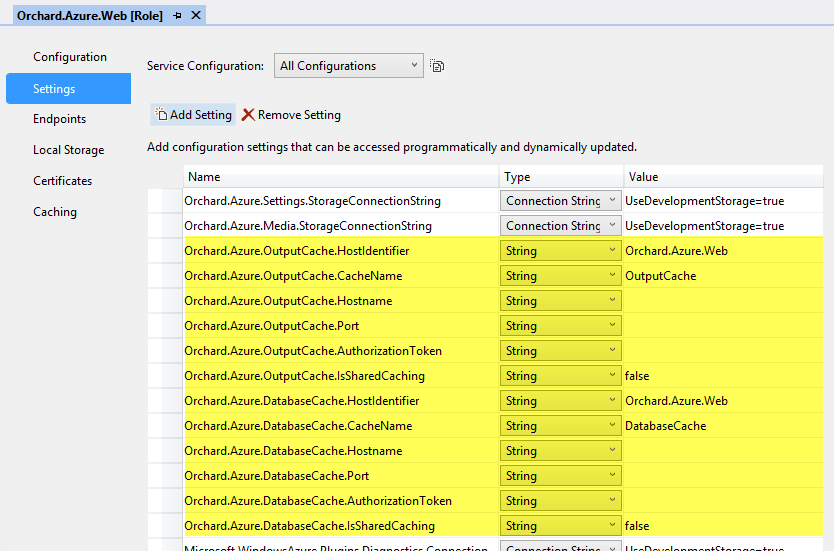 Orchard.Azure.Web [Role]
Configuration
Settings
Endpoints
Local Storage
Certificates
Caching
Service Configuration: All Configurations
Add Setting Remove Setting
Add configuration settings that can be accessed programmatically and dynamically updated.
Name Type Value
Orchard.Azure.Settings.StorageConnectionString Connection String UseDevelopmentStorage=true
Orchard.Azure.Media.StorageConnectionString Connection String UseDevelopmentStorage=true
Orchard.Azure.OutputCache.HostIdentifier String Orchard.Azure.Web
Orchard.Azure.OutputCache.CacheName String OutputCache
Orchard.Azure.OutputCache.Hostname String
Orchard.Azure.OutputCache.Port String
Orchard.Azure.OutputCache.AuthorizationToken String
Orchard.Azure.OutputCache.IsSharedCaching String false
Orchard.Azure.DatabaseCache.HostIdentifier String Orchard.Azure.Web
Orchard.Azure.DatabaseCache.CacheName String DatabaseCache
Orchard.Azure.DatabaseCache.Hostname String
Orchard.Azure.DatabaseCache.Port String
Orchard.Azure.DatabaseCache.AuthorizationToken String
Orchard.Azure.DatabaseCache.IsSharedCaching String false
Microsoft.WindowsAzure.Plugins.Diagnostics.Connection Connection String UseDevelopmentStorage=true